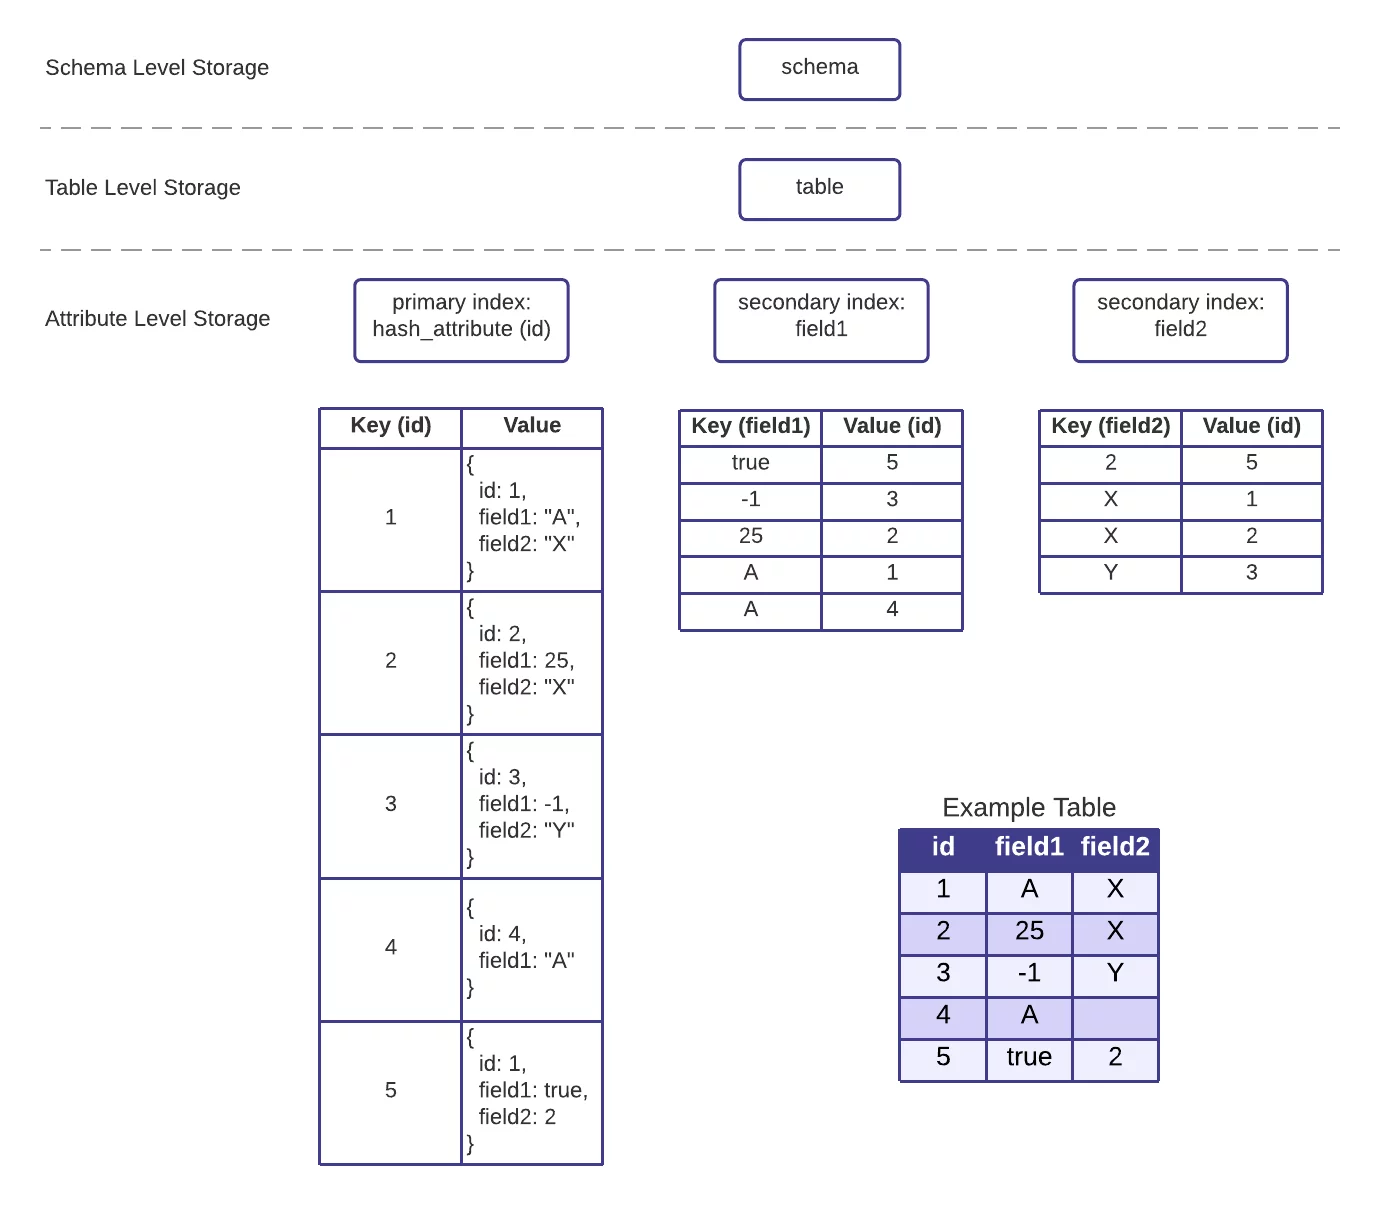 Schema Level Storage
schema
Table Level Storage
table
Attribute Level Storage
primary index:
hash_attribute (id)
secondary index:
field1
secondary index:
field2
Key (id) Value
1
{
id: 1,
field1: "A",
field2: "X"
}
2
{
id: 2,
field1: 25,
field2: "X"
}
3
{
id: 3,
field1: -1,
field2: "Y"
}
4
{
id: 4,
field1: "A"
}
5
{
id: 1,
field1: true,
field2: 2
}
Key (field1) Value (id)
true 5
-1 3
25 2
A 1
A 4
Key (field2) Value (id)
2 5
X 1
X 2
Y 3
Example Table
id field1 field2
1 A X
2 25 X
3 -1 Y
4 A
5 true 2